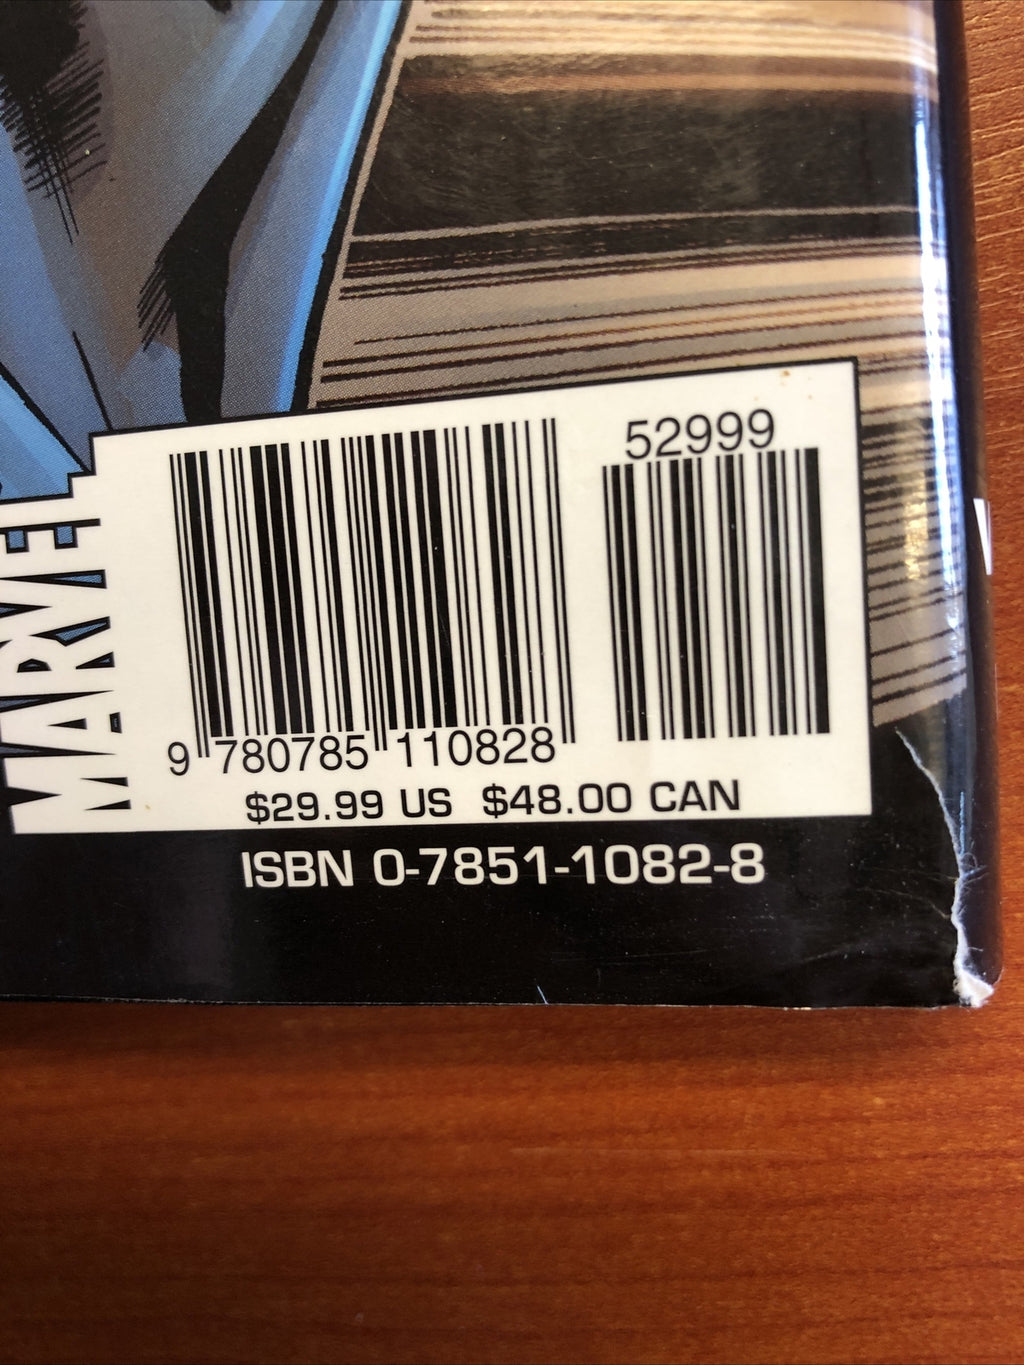 MARVEL
52999
9 780785 110828
$29.99 US $48.00 CAN
ISBN 0-7851-1082-8